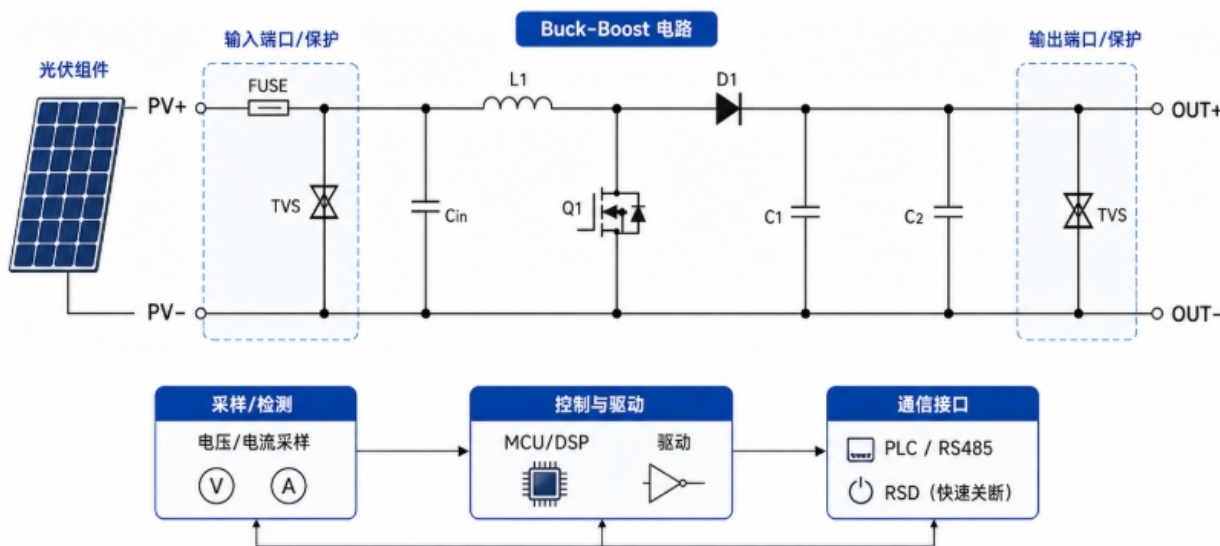 Buck-Boost 电路
输入端口/保护
输出端口/保护
光伏组件
FUSE
L1
D1
PV+
OUT+
TVS
Cin
Q1
C1
C2
TVS
PV-
OUT-
采样/检测
控制与驱动
通信接口
电压/电流采样
MCU/DSP
驱动
PLC / RS485
V
A
RSD（快速关断）